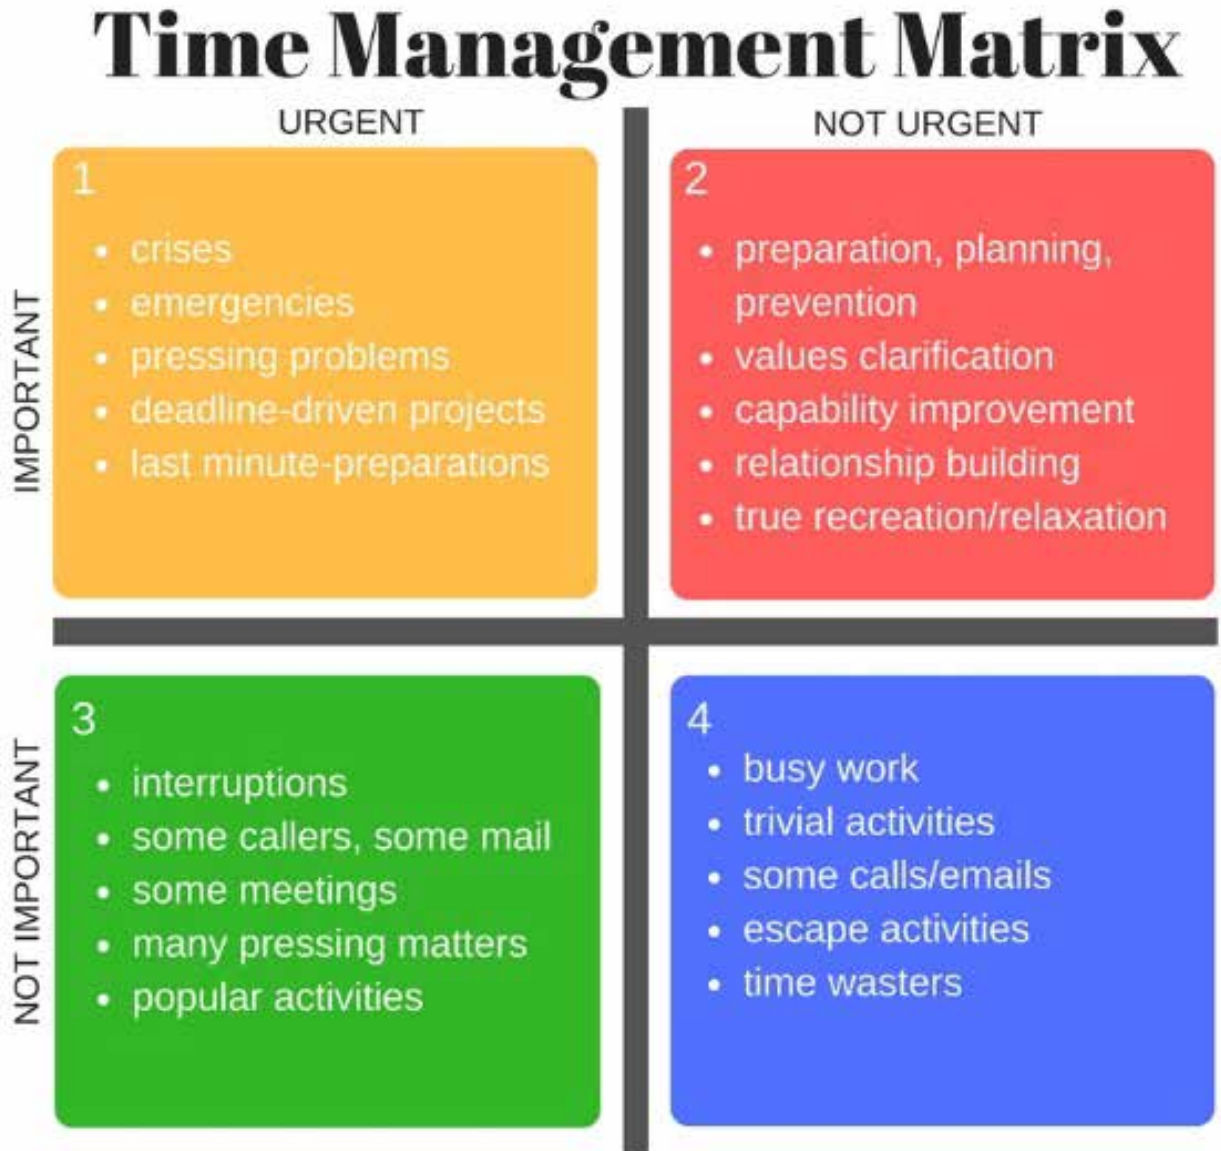 Time Management Matrix
URGENT
NOT URGENT
IMPORTANT
1
• crises
• emergencies
• pressing problems
• deadline-driven projects
• last minute-preparations
2
• preparation, planning,
prevention
• values clarification
• capability improvement
• relationship building
• true recreation/relaxation
NOT IMPORTANT
3
• interruptions
• some callers, some mail
• some meetings
• many pressing matters
• popular activities
4
• busy work
• trivial activities
• some calls/emails
• escape activities
• time wasters